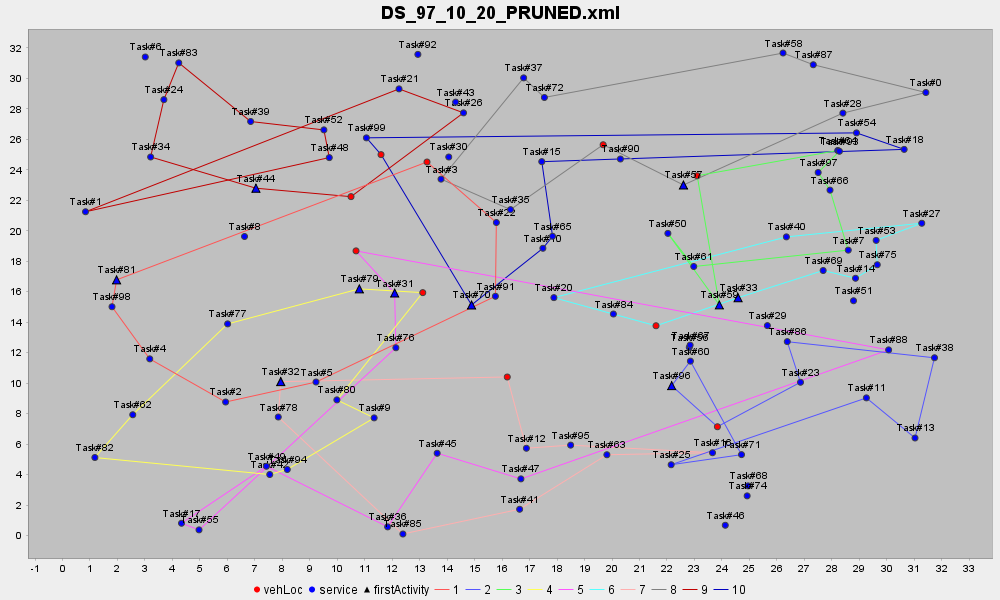 DS_97_10_20_PRUNED.xml
32
30
28
26
24
22
20
18
16
14
12
10
8
6
4
2
0
Task#6
Task#83
Task#92
Task#58
Task#87
Task#37
Task#24
Task#21
Task#72
Task#0
Task#43
Task#26
Task#39
Task#28
Task#52
Task#99
Task#54
Task#34
Task#48
Task#30
Task#15
Task#90
Task#18
Task#3
Task#97
Task#44
Task#57
Task#66
Task#1
Task#35
Task#22
Task#27
Task#8
Task#65
Task#50
Task#40
Task#53
Task#10
Task#7
Task#61
Task#75
Task#81
Task#69
Task#14
Task#79
Task#31
Task#91
Task#20
Task#33
Task#98
Task#70
Task#59
Task#51
Task#84
Task#77
Task#29
Task#76
Task#86
Task#88
Task#4
Task#60
Task#38
Task#32
Task#5
Task#96
Task#23
Task#2
Task#80
Task#11
Task#62
Task#78
Task#9
Task#13
Task#12
Task#95
Task#82
Task#45
Task#63
Task#71
Task#25
Task#94
Task#47
Task#68
Task#74
Task#41
Task#17
Task#55
Task#36
Task#85
Task#46
-1 0 1 2 3 4 5 6 7 8 9 10 11 12 13 14 15 16 17 18 19 20 21 22 23 24 25 26 27 28 29 30 31 32 33
vehLoc service firstActivity 1 2 3 4 5 6 7 8 9 10